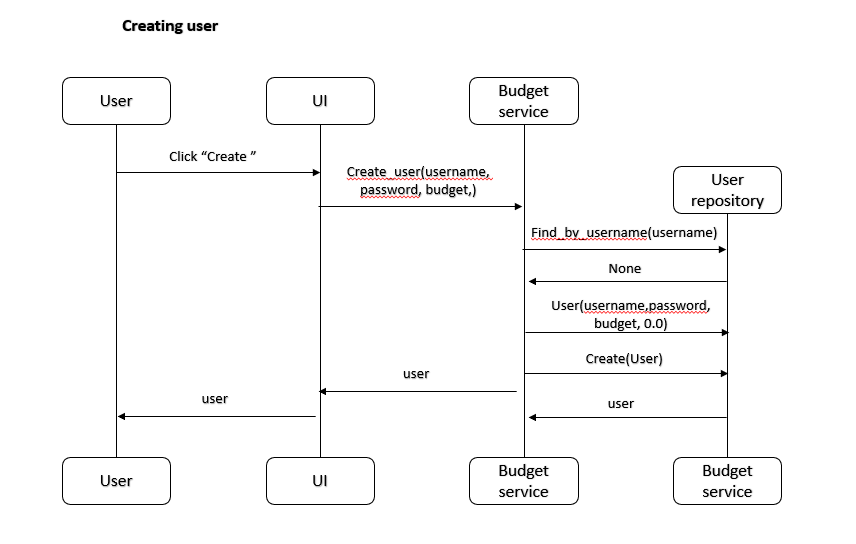 Creating user
User
UI
Budget
service
Click “Create ”
Create_user(username,
password, budget,)
User
repository
Find_by_username(username)
None
User(username,password,
budget, 0.0)
Create(User)
user
user
user
User
UI
Budget
service
Budget
service